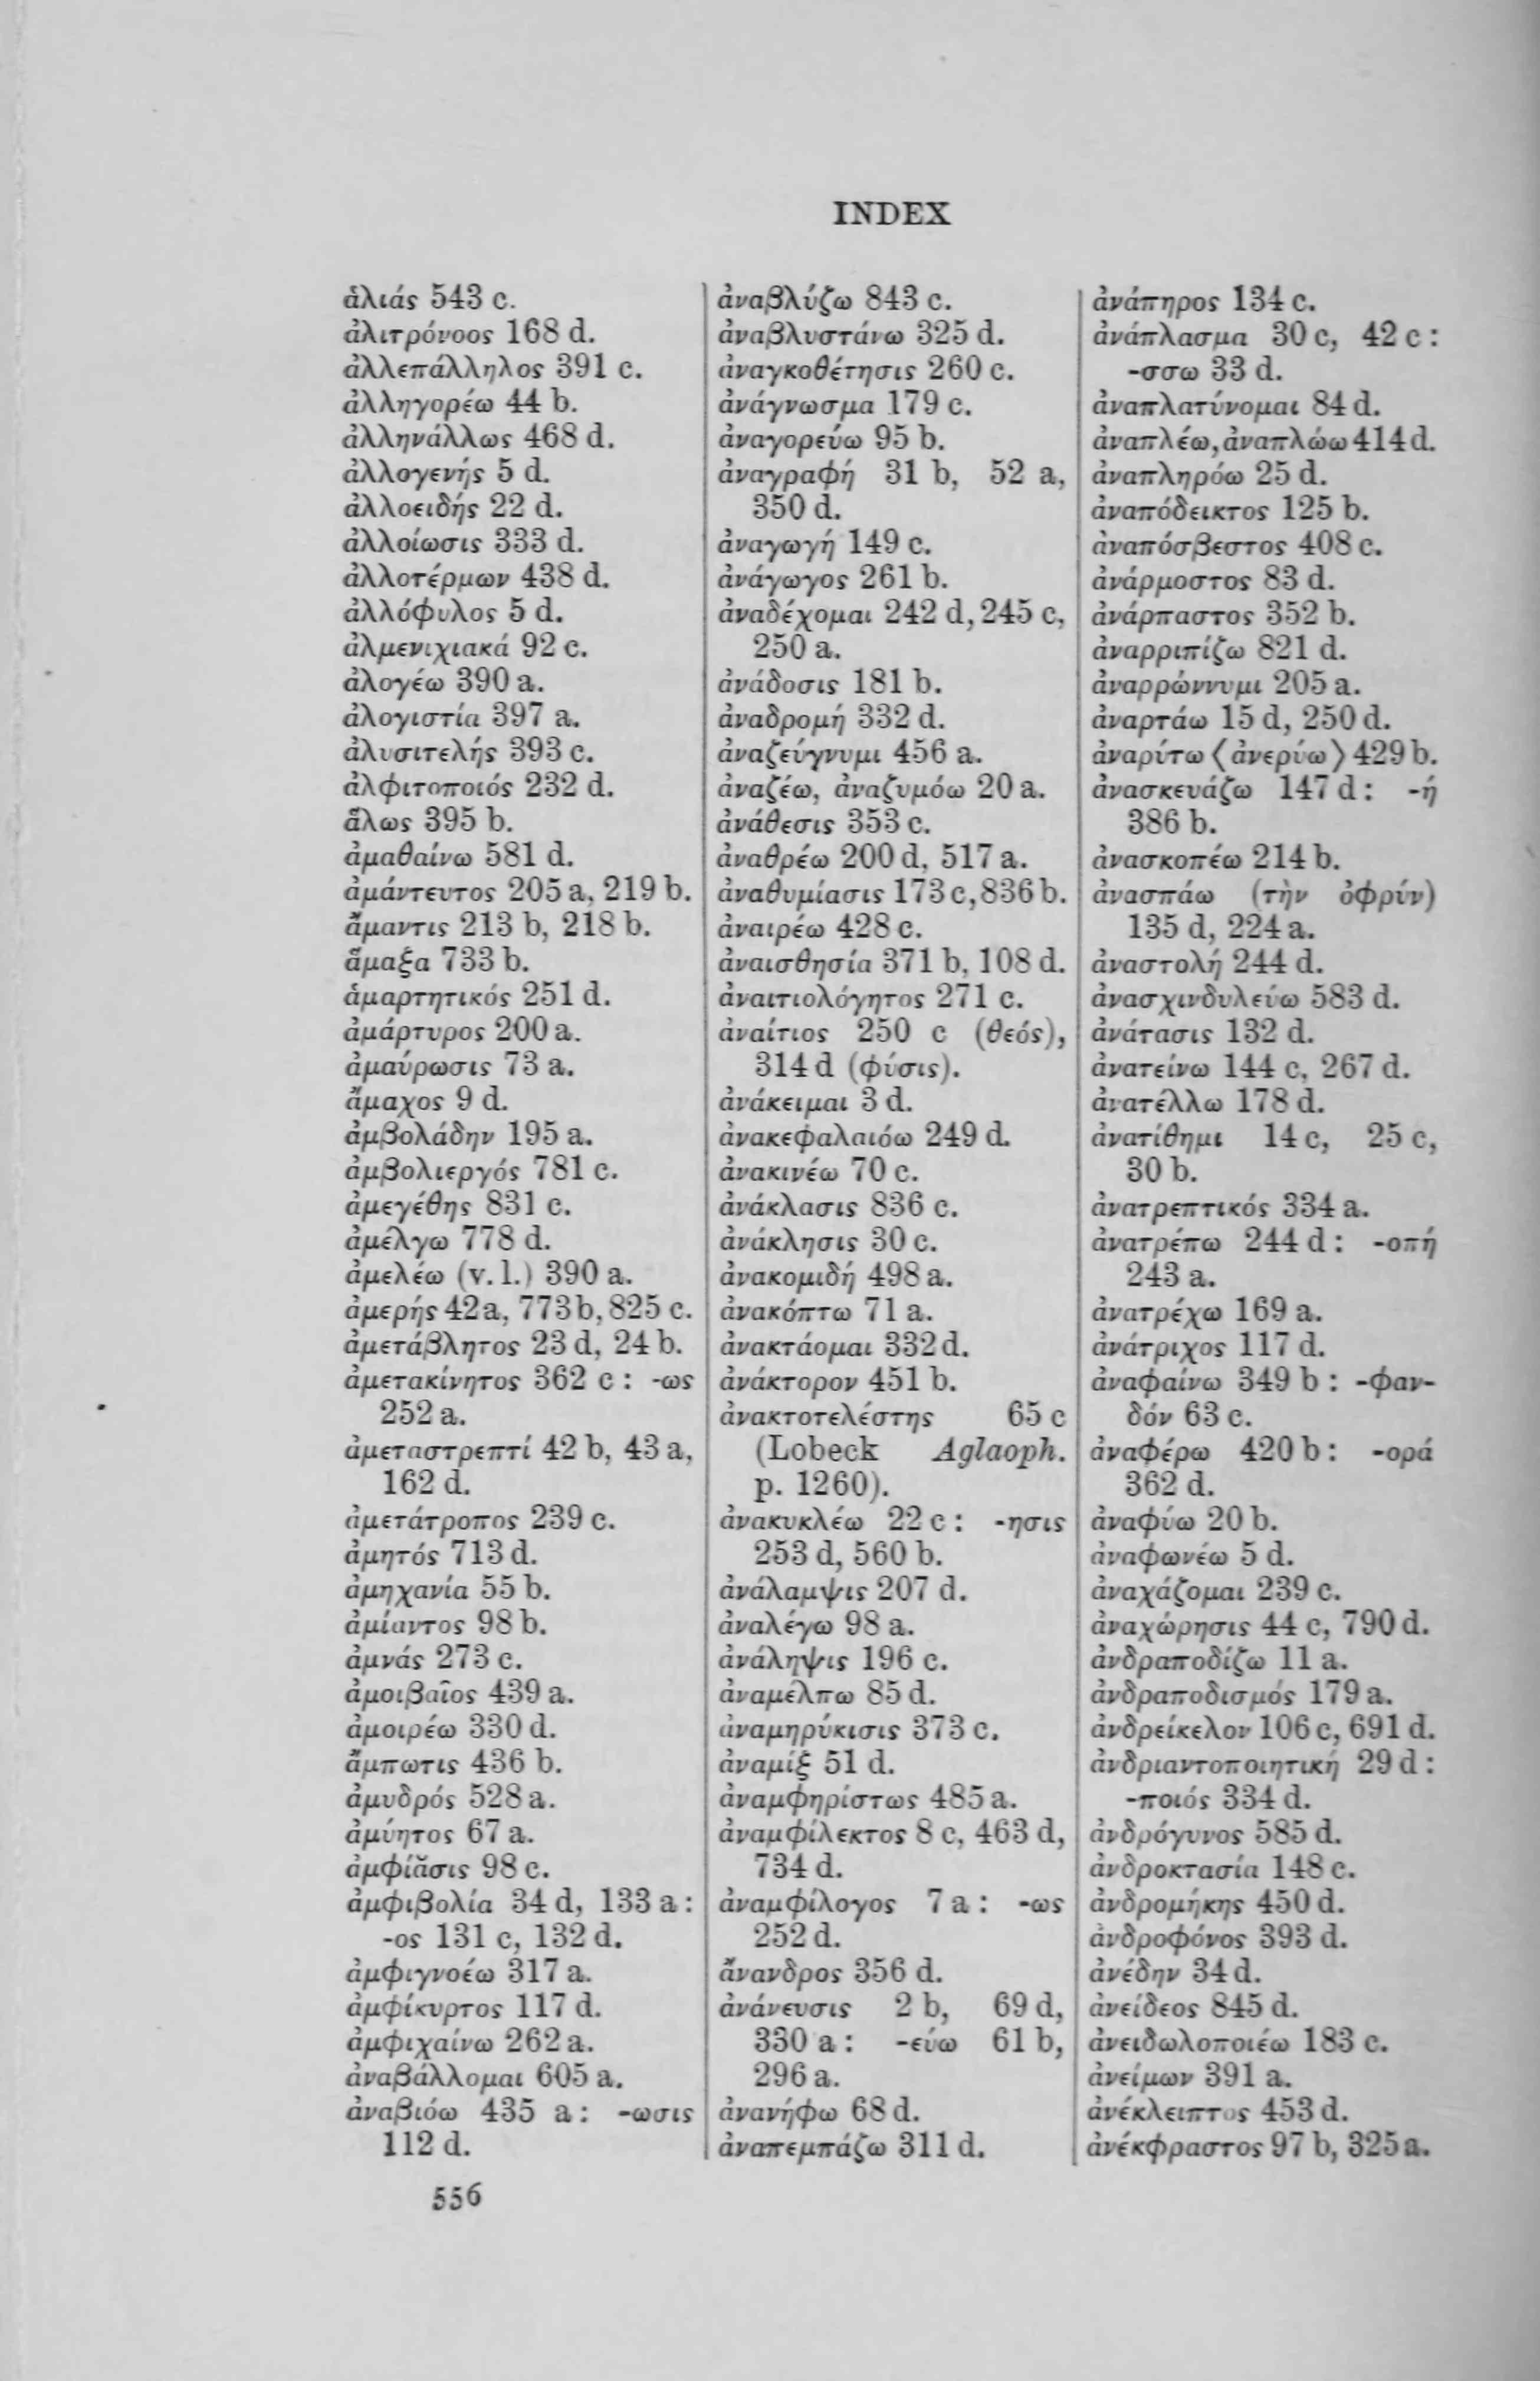 INDEX
ἁλιάς 543 c.
ἀλιτρόνοος 168 d.
ἀλλεπάλληλος 391 c.
ἀλληγορέω 44 b.
ἀλληνάλλως 468 d.
ἀλλογενής 5 d.
ἀλλοειδής 22 d.
ἀλλοίωσις 333 d.
ἀλλοτέρμων 438 d.
ἀλλόφυλος 5 d.
ἀλμενιχιακά 92 c.
ἀλογέω 390 a.
ἀλογιστία 397 a.
ἀλυσιτελής 393 c.
ἀλφιτοποιός 232 d.
ἅλως 395 b.
ἀμαθαίνω 581 d.
ἀμάντευτος 205 a, 219 b.
ἄμαντις 213 b, 218 b.
ἅμαξα 733 b.
ἁμαρτητικός 251 d.
ἀμάρτυρος 200 a.
ἀμαύρωσις 73 a.
ἄμαχος 9 d.
ἀμβολάδην 195 a.
ἀμβολιεργός 781 c.
ἀμεγέθης 831 c.
ἀμέλγω 778 d.
ἀμελέω (v. l.) 390 a.
ἀμερής 42 a, 773 b, 825 c.
ἀμετάβλητος 23 d, 24 b.
ἀμετακίνητος 362 c : -ως
252 a.
ἀμεταστρεπτί 42 b, 43 a,
162 d.
ἀμετάτροπος 239 c.
ἀμητός 713 d.
ἀμηχανία 55 b.
ἀμίαντος 98 b.
ἀμνάς 273 c.
ἀμοιβαῖος 439 a.
ἀμοιρέω 330 d.
ἄμπωτις 436 b.
ἀμυδρός 528 a.
ἀμύητος 67 a.
ἀμφίᾱσις 98 c.
ἀμφιβολία 34 d, 133 a :
-ος 131 c, 132 d.
ἀμφιγνοέω 317 a.
ἀμφίκυρτος 117 d.
ἀμφιχαίνω 262 a.
ἀναβάλλομαι 605 a.
ἀναβιόω 435 a : -ωσις
112 d.
ἀναβλύζω 843 c.
ἀναβλυστάνω 325 d.
ἀναγκοθέτησις 260 c.
ἀνάγνωσμα 179 c.
ἀναγορεύω 95 b.
ἀναγραφή 31 b, 52 a,
350 d.
ἀναγωγή 149 c.
ἀνάγωγος 261 b.
ἀναδέχομαι 242 d, 245 c,
250 a.
ἀνάδοσις 181 b.
ἀναδρομή 332 d.
ἀναζεύγνυμι 456 a.
ἀναζέω, ἀναζυμόω 20 a.
ἀνάθεσις 353 c.
ἀναθρέω 200 d, 517 a.
ἀναθυμίασις 173 c, 836 b.
ἀναιρέω 428 c.
ἀναισθησία 371 b, 108 d.
ἀναιτιολόγητος 271 c.
ἀναίτιος 250 c (θεός),
314 d (φύσις).
ἀνάκειμαι 3 d.
ἀνακεφαλαιόω 249 d.
ἀνακινέω 70 c.
ἀνάκλασις 836 c.
ἀνάκλησις 30 c.
ἀνακομιδή 498 a.
ἀνακόπτω 71 a.
ἀνακτάομαι 332 d.
ἀνάκτορον 451 b.
ἀνακτοτελέστης 65 c
(Lobeck Aglaoph.
p. 1260).
ἀνακυκλέω 22 c : -ησις
253 d, 560 b.
ἀνάλαμψις 207 d.
ἀναλέγω 98 a.
ἀνάληψις 196 c.
ἀναμέλπω 85 d.
ἀναμηρύκισις 373 c.
ἀναμίξ 51 d.
ἀναμφηρίστως 485 a.
ἀναμφίλεκτος 8 c, 463 d,
734 d.
ἀναμφίλογος 7 a : -ως
252 d.
ἄνανδρος 356 d.
ἀνάνευσις 2 b, 69 d,
330 a : -εύω 61 b,
296 a.
ἀνανήφω 68 d.
ἀναπεμπάζω 311 d.
ἀνάπηρος 134 c.
ἀνάπλασμα 30 c, 42 c :
-σσω 33 d.
ἀναπλατύνομαι 84 d.
ἀναπλέω, ἀναπλώω 414 d.
ἀναπληρόω 25 d.
ἀναπόδεικτος 125 b.
ἀναπόσβεστος 408 c.
ἀνάρμοστος 83 d.
ἀνάρπαστος 352 b.
ἀναρριπίζω 821 d.
ἀναρρώννυμι 205 a.
ἀναρτάω 15 d, 250 d.
ἀναρύτω ⟨ἀνερύω⟩ 429 b.
ἀνασκευάζω 147 d : -ή
386 b.
ἀνασκοπέω 214 b.
ἀνασπάω (τὴν ὀφρύν)
135 d, 224 a.
ἀναστολή 244 d.
ἀνασχινδυλεύω 583 d.
ἀνάτασις 132 d.
ἀνατείνω 144 c, 267 d.
ἀνατέλλω 178 d.
ἀνατίθημι 14 c, 25 c,
30 b.
ἀνατρεπτικός 334 a.
ἀνατρέπω 244 d : -οπή
243 a.
ἀνατρέχω 169 a.
ἀνάτριχος 117 d.
ἀναφαίνω 349 b : -φαν-
δόν 63 c.
ἀναφέρω 420 b : -ορά
362 d.
ἀναφύω 20 b.
ἀναφωνέω 5 d.
ἀναχάζομαι 239 c.
ἀναχώρησις 44 c, 790 d.
ἀνδραποδίζω 11 a.
ἀνδραποδισμός 179 a.
ἀνδρείκελον 106 c, 691 d.
ἀνδριαντοποιητική 29 d :
-ποιός 334 d.
ἀνδρόγυνος 585 d.
ἀνδροκτασία 148 c.
ἀνδρομήκης 450 d.
ἀνδροφόνος 393 d.
ἀνέδην 34 d.
ἀνείδεος 845 d.
ἀνειδωλοποιέω 183 c.
ἀνείμων 391 a.
ἀνέκλειπτος 453 d.
ἀνέκφραστος 97 b, 325 a.
556